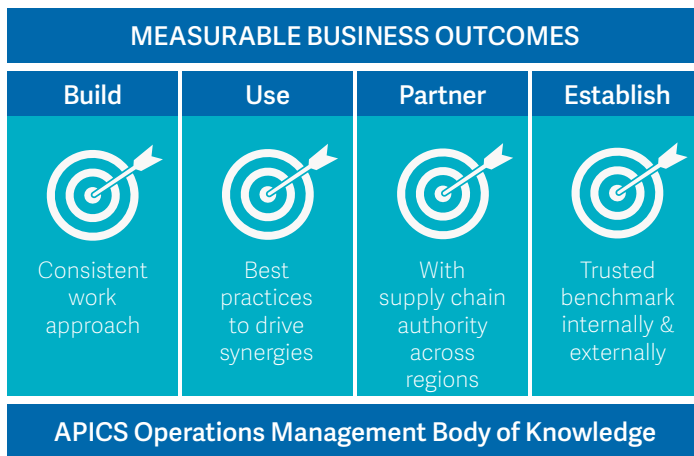 MEASURABLE BUSINESS OUTCOMES
Build
Consistent
work
approach
Use
Best
practices
to drive
synergies
Partner
With
supply chain
authority
across
regions
Establish
Trusted
benchmark
internally &
externally
APICS Operations Management Body of Knowledge